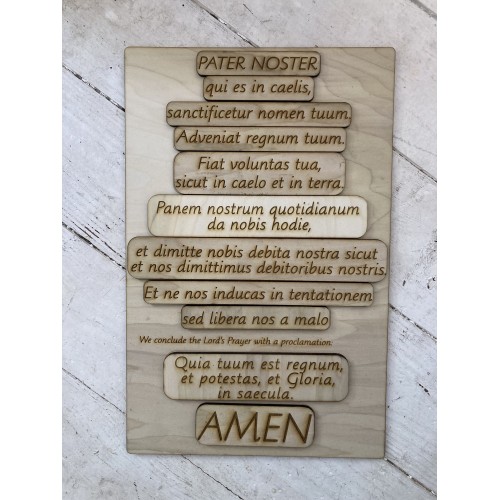 PATER NOSTER
qui es in caelis,
sanctificetur nomen tuum.
Adveniat regnum tuum.
Fiat voluntas tua,
sicut in caelo et in terra.
Panem nostrum quotidianum
da nobis hodie,
et dimitte nobis debita nostra sicut
et nos dimittimus debitoribus nostris.
Et ne nos inducas in tentationem
sed libera nos a malo
We conclude the Lord's Prayer with a proclamation:
Quia tuum est regnum,
et potestas, et Gloria,
in saecula.
AMEN